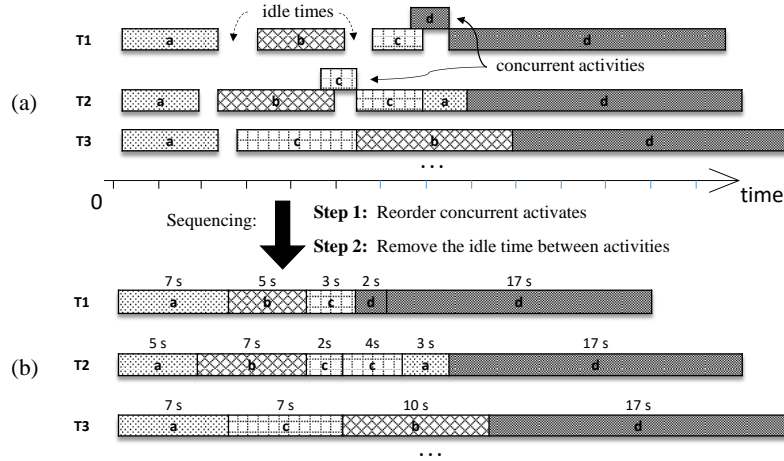 idle times
d
T1 a b c d
concurrent activities
c
(a)
T2 a b c a d
T3 a c b d
...
0 time
Sequencing: Step 1: Reorder concurrent activates
Step 2: Remove the idle time between activities
7 s 5 s 3 s 2 s 17 s
T1 a b c d d
5 s 7 s 2s 4s 3 s 17 s
(b)
T2 a b c c a d
7 s 7 s 10 s 17 s
T3 a c b d
...